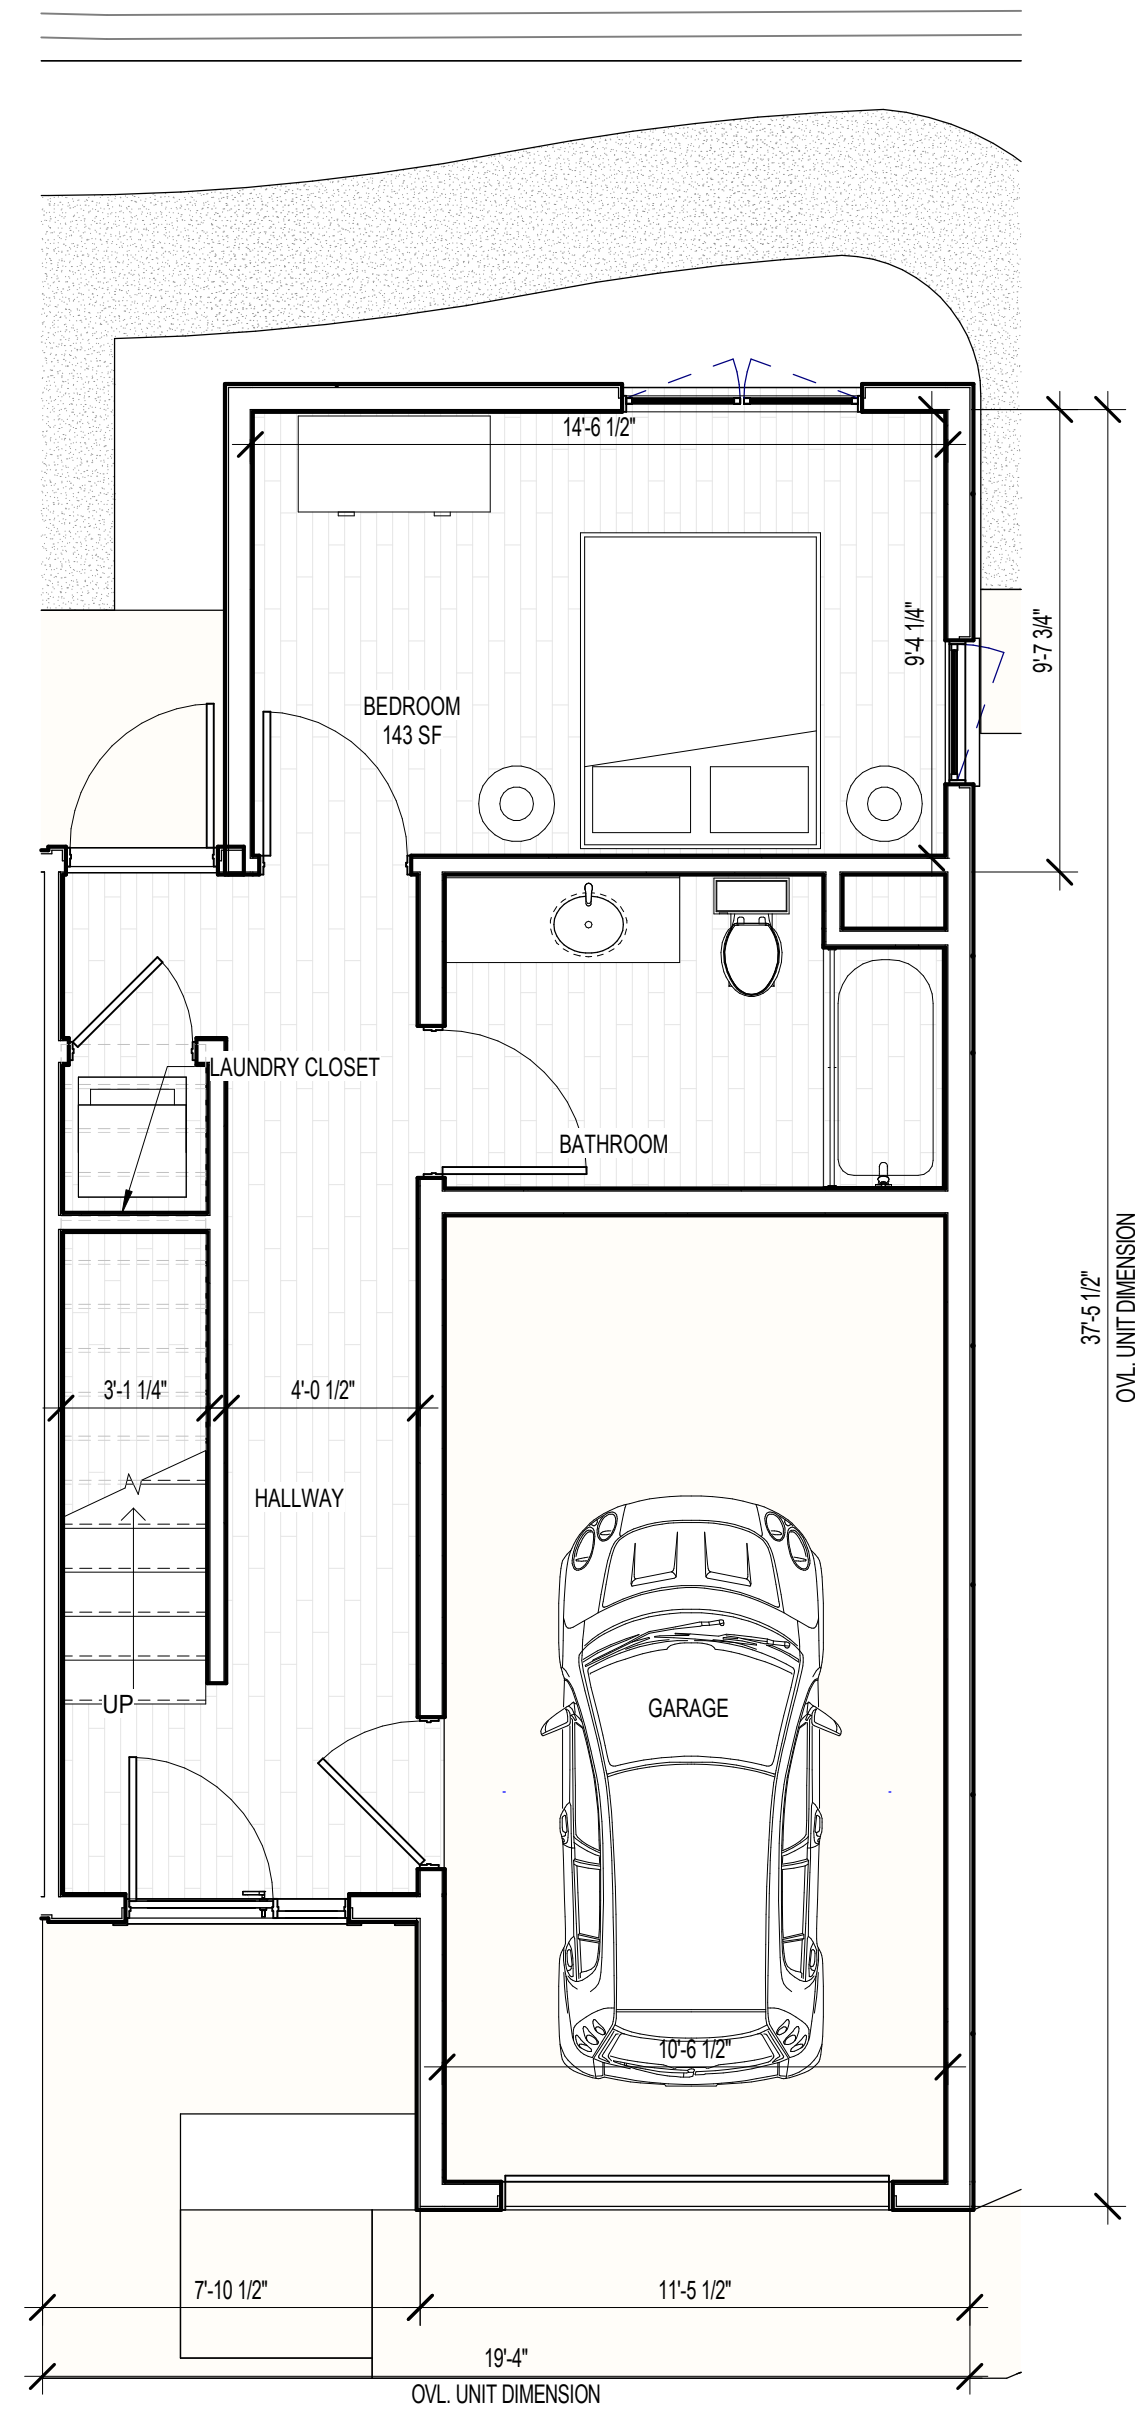 14'-6 1/2"
9'-4 1/4"
9'-7 3/4"
BEDROOM
143 SF
LAUNDRY CLOSET
BATHROOM
37'-5 1/2"
OVL. UNIT DIMENSION
3'-1 1/4"
4'-0 1/2"
HALLWAY
UP
GARAGE
10'-6 1/2"
7'-10 1/2"
11'-5 1/2"
19'-4"
OVL. UNIT DIMENSION